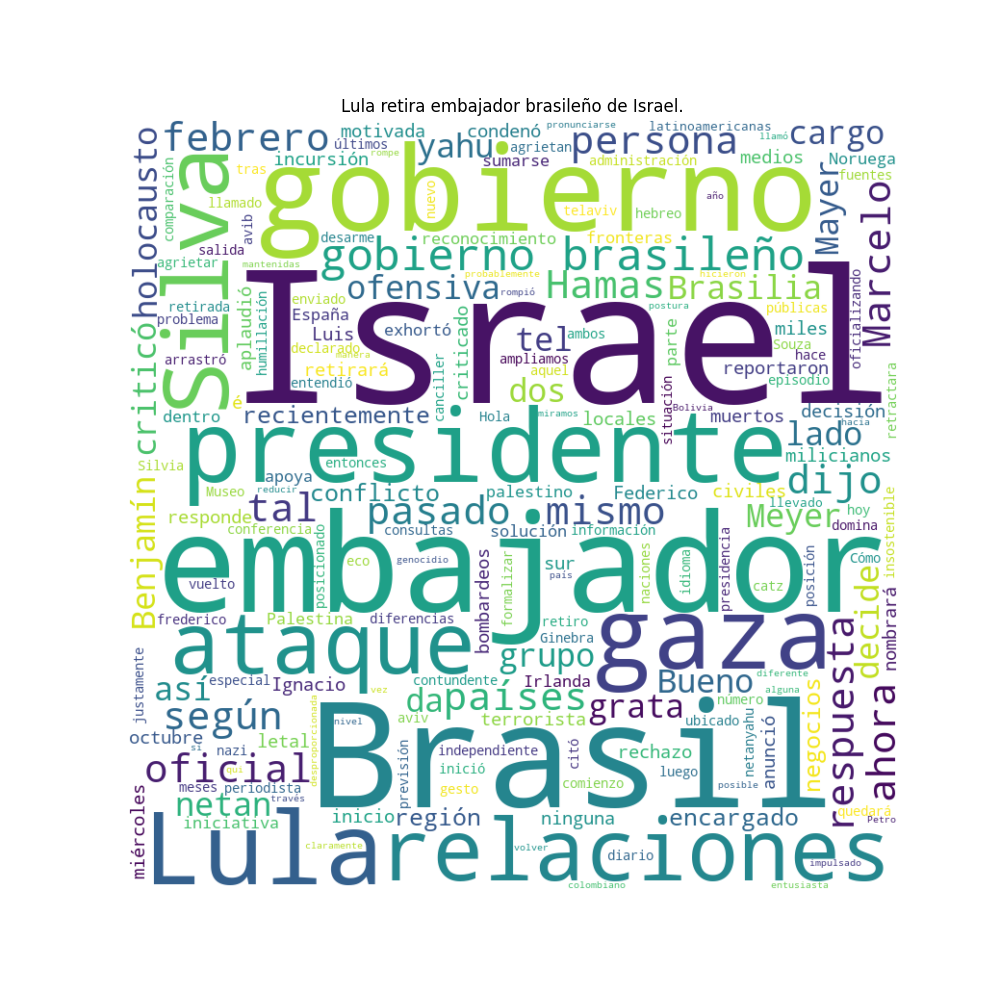 Lula retira embajador brasileño de Israel.
pronunciarse
latinoamericanas
llamó
febrero
motivada
condenó
persona
cargo
holocausto
últimos
yahu
agrietan
sumarse
administración
medios
Noruega
incursión
comparación
tras
gobierno
nuevo
fuentes
Silva
llamado
telaviv
hebreo
año
Mayer
Marcelo
avib
salida
desarme
reconocimiento
fronteras
gobierno brasileño
agrietar
mantenidas
probablemente
hicieron
criticó
retirada
aplaudió
humillación
enviado
ofensiva
Hamas
Brasilia
oficializando
Israel
rompe
rompió
postura
públicas
problema
España
Luis
exhortó
tel
ambos
miles
Souza
declarado
manera
canciller
criticado
ampliamos
parte
reportaron
hace
arrastró
retirará
entendió
aquel
episodio
retractara
dentro
é
recientemente
dos
Hola
miramos
locales
situación
Bolivia
muertos
decisión
hacia
presidente
lado
milicianos
Silvia
entonces
Benjamín
apoya
reducir
conflicto
palestino
Federico
civiles
dijo
llevado
Museo
tal
pasado
mismo
Meyer
hoy
responde
conferencia
consultas
solución
información
domina
insostenible
posicionado
eco
genocidio
embajador
sur
naciones
idioma
presidencia
catz
posición
Cómo
vuelto
país
formalizar
bombardeos
nombrará
frederico
Palestina
diferencias
retiro
decide
ataque
Ginebra
gaza
respuesta
justamente
grupo
así
especial
Ignacio
contundente
Irlanda
Bueno
diferente
vez
da
países
grata
número
alguna
ahora
negocios
según
nivel
desproporcionada
terrorista
ubicado
netanyahu
octubre
sí
nazi
letal
aviv
Brasil
independiente
citó
rechazo
anunció
previsión
oficial
qui
luego
meses
periodista
inició
miércoles
través
gesto
comienzo
posible
netan
quedará
iniciativa
inicio
región
ninguna
encargado
Petro
Lula
relaciones
claramente
volver
diario
impulsado
colombiano
entusiasta